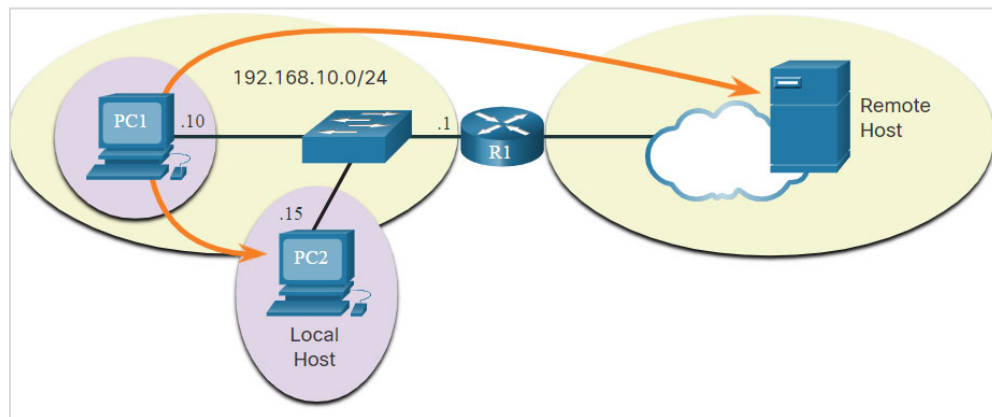 192.168.10.0/24
PC1
.10
.1
R1
Remote
Host
.15
PC2
Local
Host